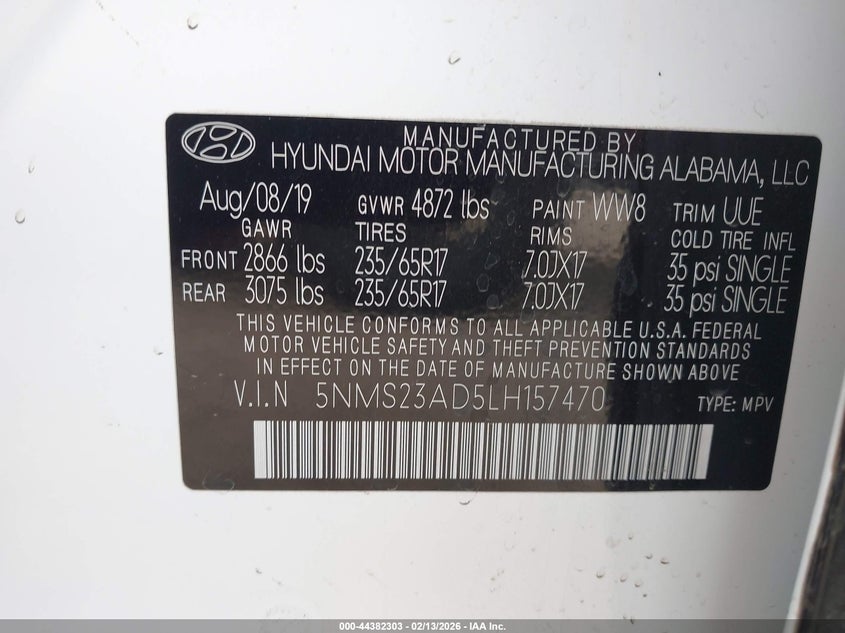 MANUFACTURED BY
HYUNDAI MOTOR MANUFACTURING ALABAMA, LLC
Aug/08/19 GVWR 4872 lbs PAINT WW8 TRIM UUE
GAWR TIRES RIMS COLD TIRE INFL
FRONT 2866 lbs 235/65R17 7.0JX17 35 psi SINGLE
REAR 3075 lbs 235/65R17 7.0JX17 35 psi SINGLE
THIS VEHICLE CONFORMS TO ALL APPLICABLE U.S.A. FEDERAL
MOTOR VEHICLE SAFETY AND THEFT PREVENTION STANDARDS
IN EFFECT ON THE DATE OF MANUFACTURE SHOWN ABOVE
V.I.N 5NMS23AD5LH157470 TYPE: MPV
000-44382303 - 02/13/2026 - IAA Inc.